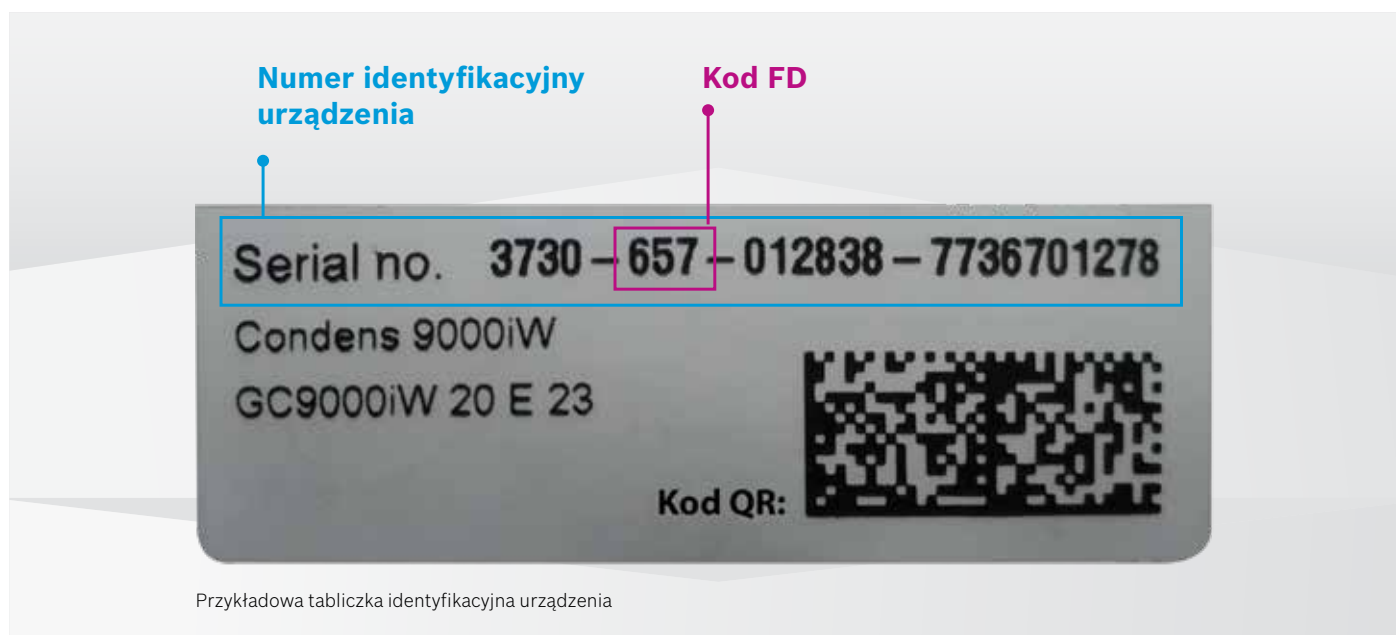 Numer identyfikacyjny
urządzenia
Kod FD
Serial no. 3730 – 657 – 012838 – 7736701278
Condens 9000iW
GC9000iW 20 E 23
Kod QR:
Przykładowa tabliczka identyfikacyjna urządzenia